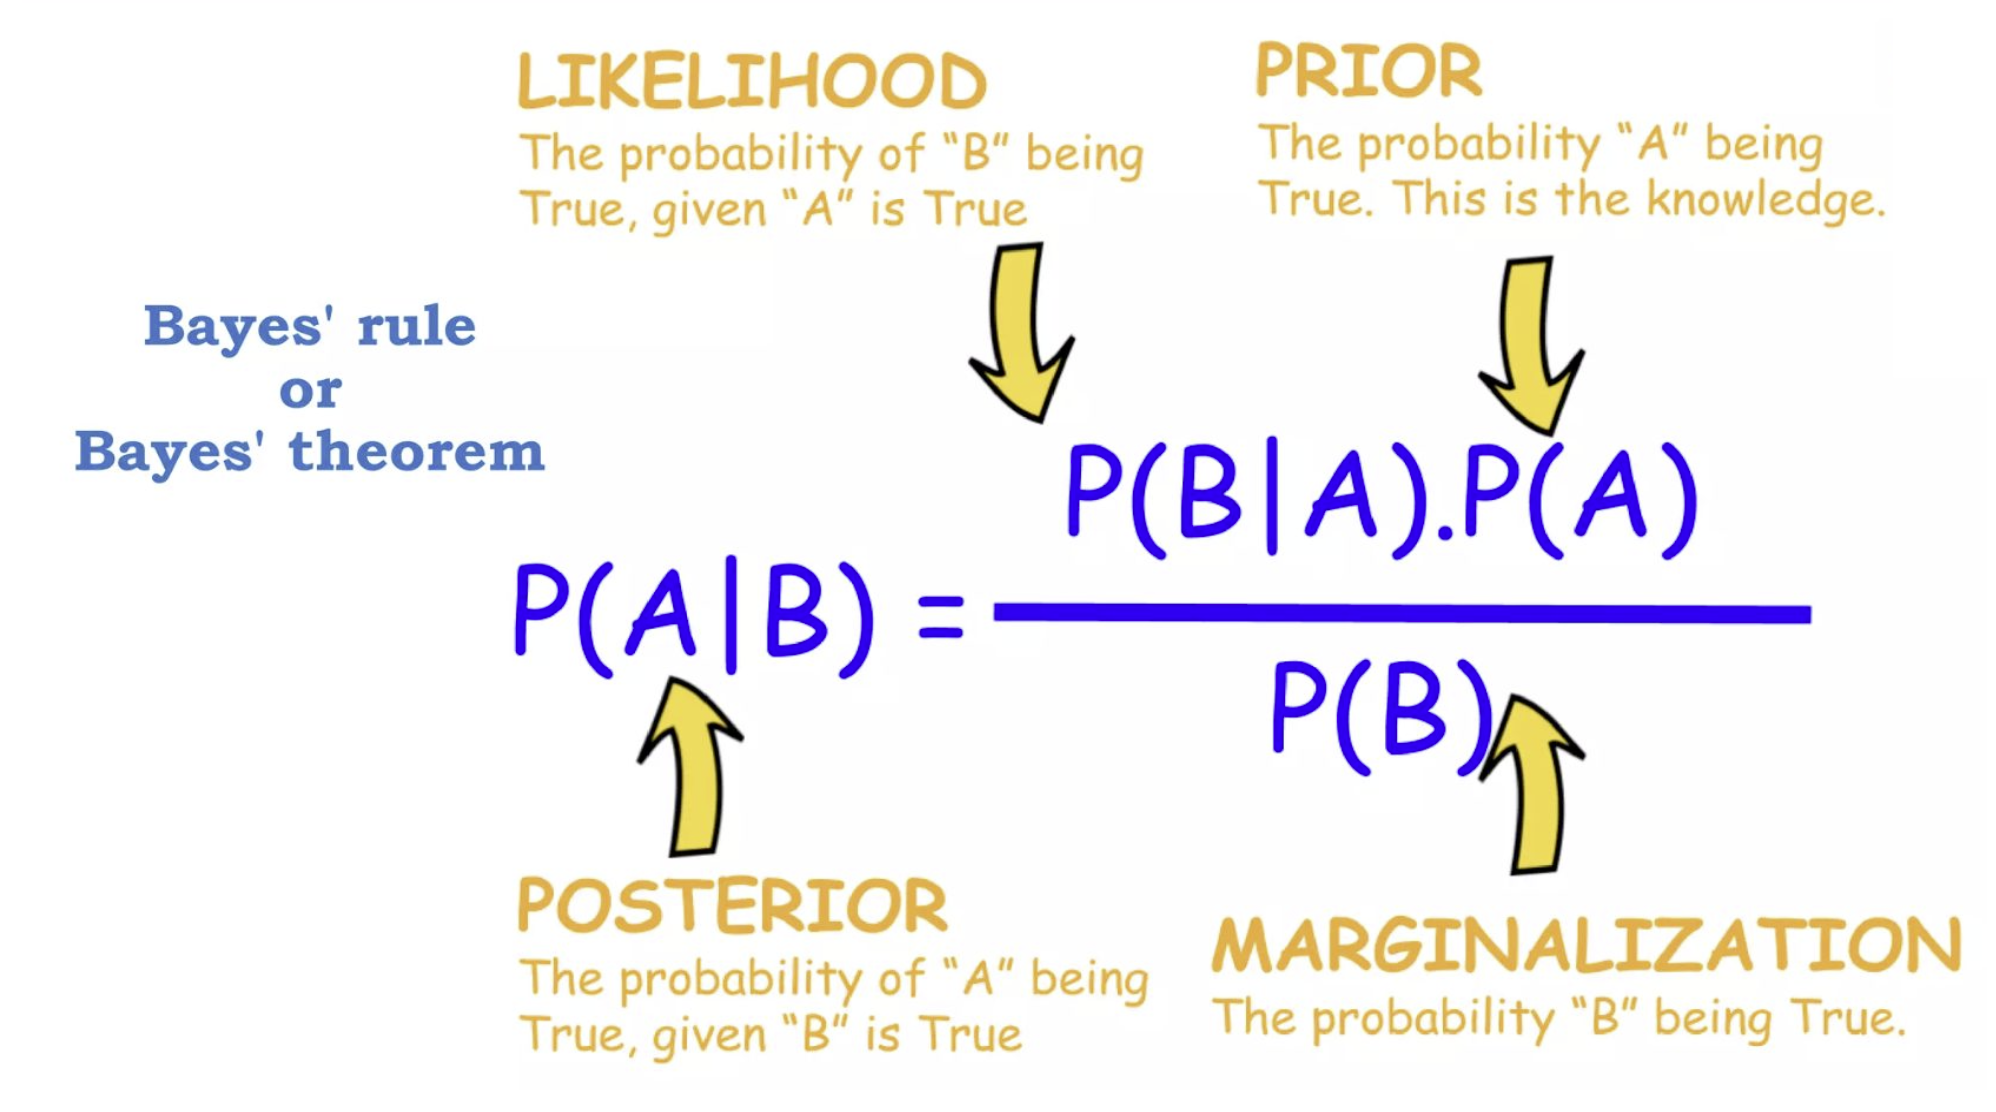 LIKELIHOOD
The probability of “B” being
True, given “A” is True
PRIOR
The probability “A” being
True. This is the knowledge.
Bayes' rule
or
Bayes' theorem
P(B|A).P(A)
P(A|B) =
P(B)
POSTERIOR
The probability of “A” being
True, given “B” is True
MARGINALIZATION
The probability “B” being True.